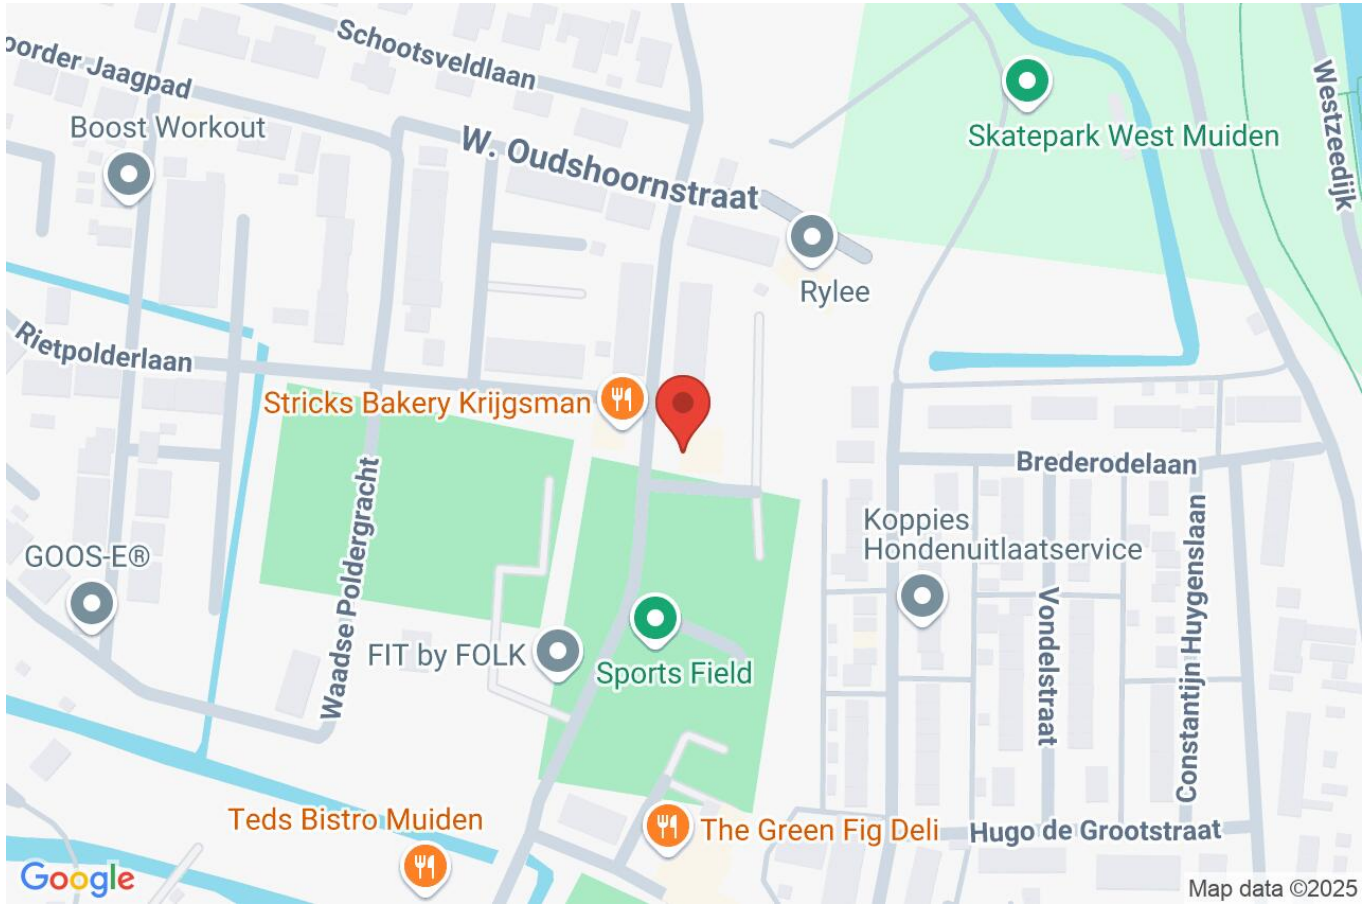 Schootsveldlaan
oorder Jaagpad
Westzeedijk
Boost Workout
W. Oudshoornstraat
Skatepark West Muiden
Rylee
Rietpolderlaan
Stricks Bakery Krijgsman
Brederodelaan
Waadse Poldergracht
Koppies
Hondenuitlaatservice
GOOS-E®
Constantijn Huygenslaan
Vondelstraat
FIT by FOLK
Sports Field
Teds Bistro Muiden
The Green Fig Deli
Hugo de Grootstraat
Google
Map data ©2025